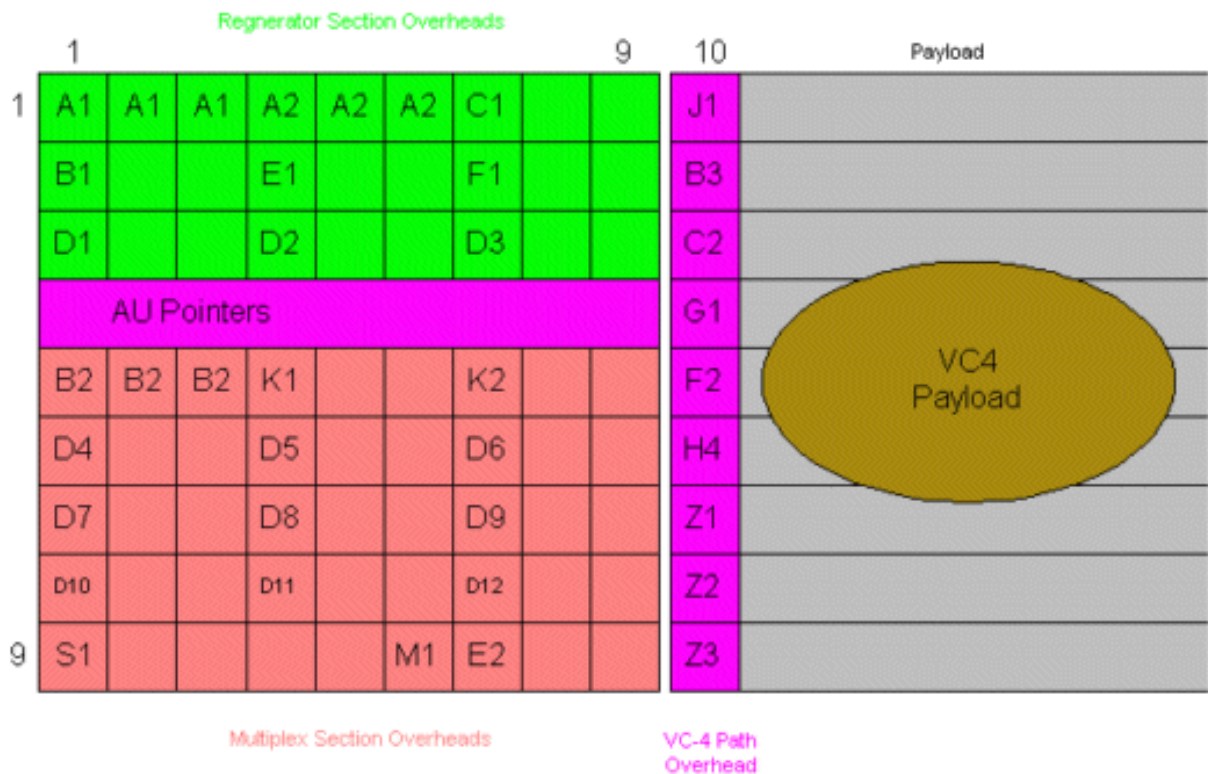 Regnerator Section Overheads
1 9 10 Payload
1 A1 A1 A1 A2 A2 A2 C1 J1
B1 E1 F1 B3
D1 D2 D3 C2
AU Pointers G1
B2 B2 B2 K1 K2 F2 VC4
Payload
D4 D5 D6 H4
D7 D8 D9 Z1
D10 D11 D12 Z2
9 S1 M1 E2 Z3
Multiplex Section Overheads VC-4 Path
Overhead